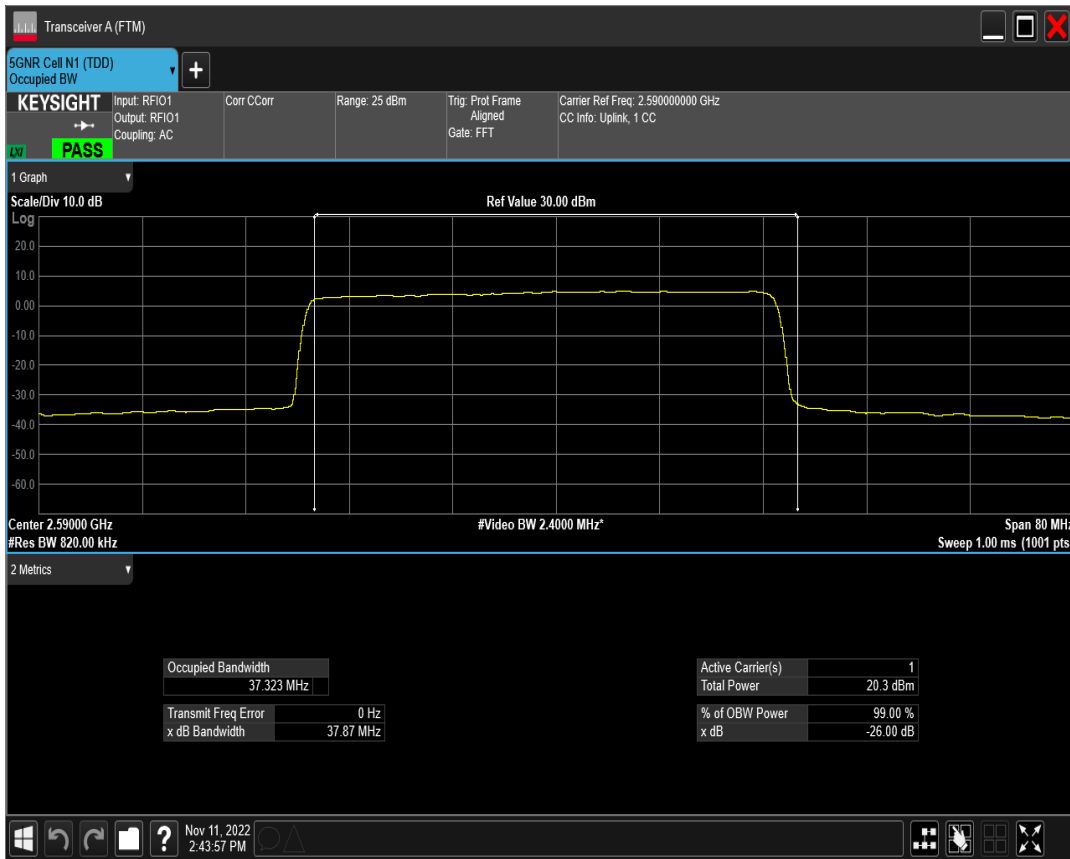 Transceiver A (FTM)
5GNR Cell N1 (TDD)
Occupied BW
+
KEYSIGHT
LXI
PASS
Input: RFIO1
Output: RFIO1
Coupling: AC
Corr CCorr
Range: 25 dBm
Trig: Prot Frame
Aligned
Gate: FFT
Carrier Ref Freq: 2.590000000 GHz
CC Info: Uplink, 1 CC
1 Graph
Scale/Div 10.0 dB
Ref Value 30.00 dBm
Log
20.0
10.0
0.00
-10.0
-20.0
-30.0
-40.0
-50.0
-60.0
Center 2.59000 GHz
#Video BW 2.4000 MHz*
Span 80 MHz
#Res BW 820.00 kHz
Sweep 1.00 ms (1001 pts
2 Metrics
Occupied Bandwidth
37.323 MHz
Transmit Freq Error 0 Hz
x dB Bandwidth 37.87 MHz
Active Carrier(s) 1
Total Power 20.3 dBm
% of OBW Power 99.00 %
x dB -26.00 dB
?
Nov 11, 2022
2:43:57 PM